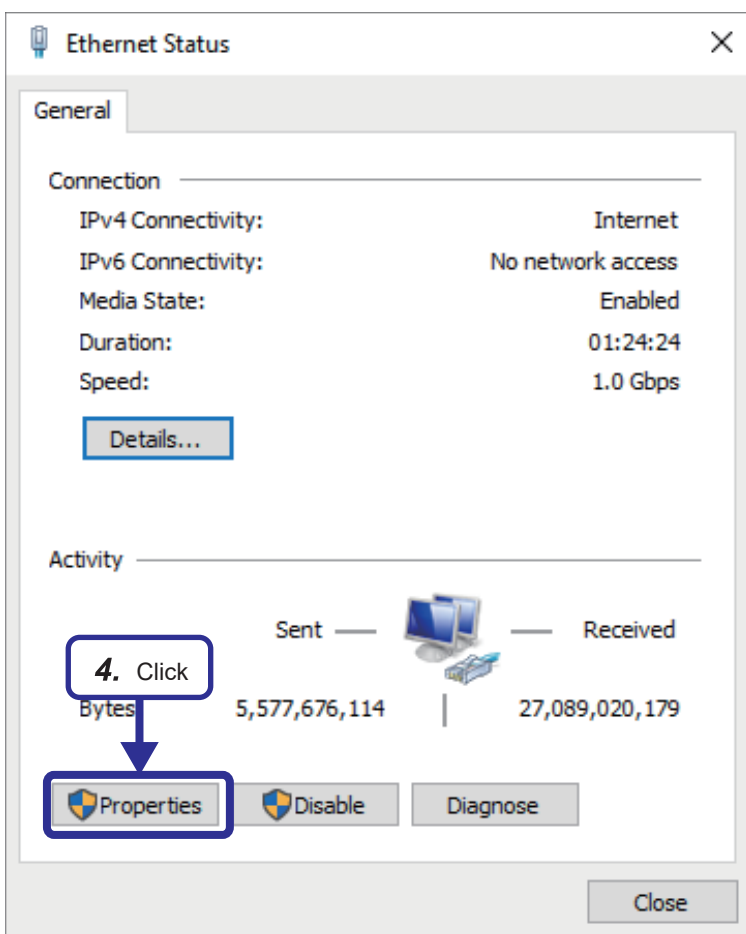 Ethernet Status
General
Connection
IPv4 Connectivity: Internet
IPv6 Connectivity: No network access
Media State: Enabled
Duration: 01:24:24
Speed: 1.0 Gbps
Details...
Activity
Sent Received
4. Click
Bytes 5,577,676,114 27,089,020,179
Properties Disable Diagnose
Close